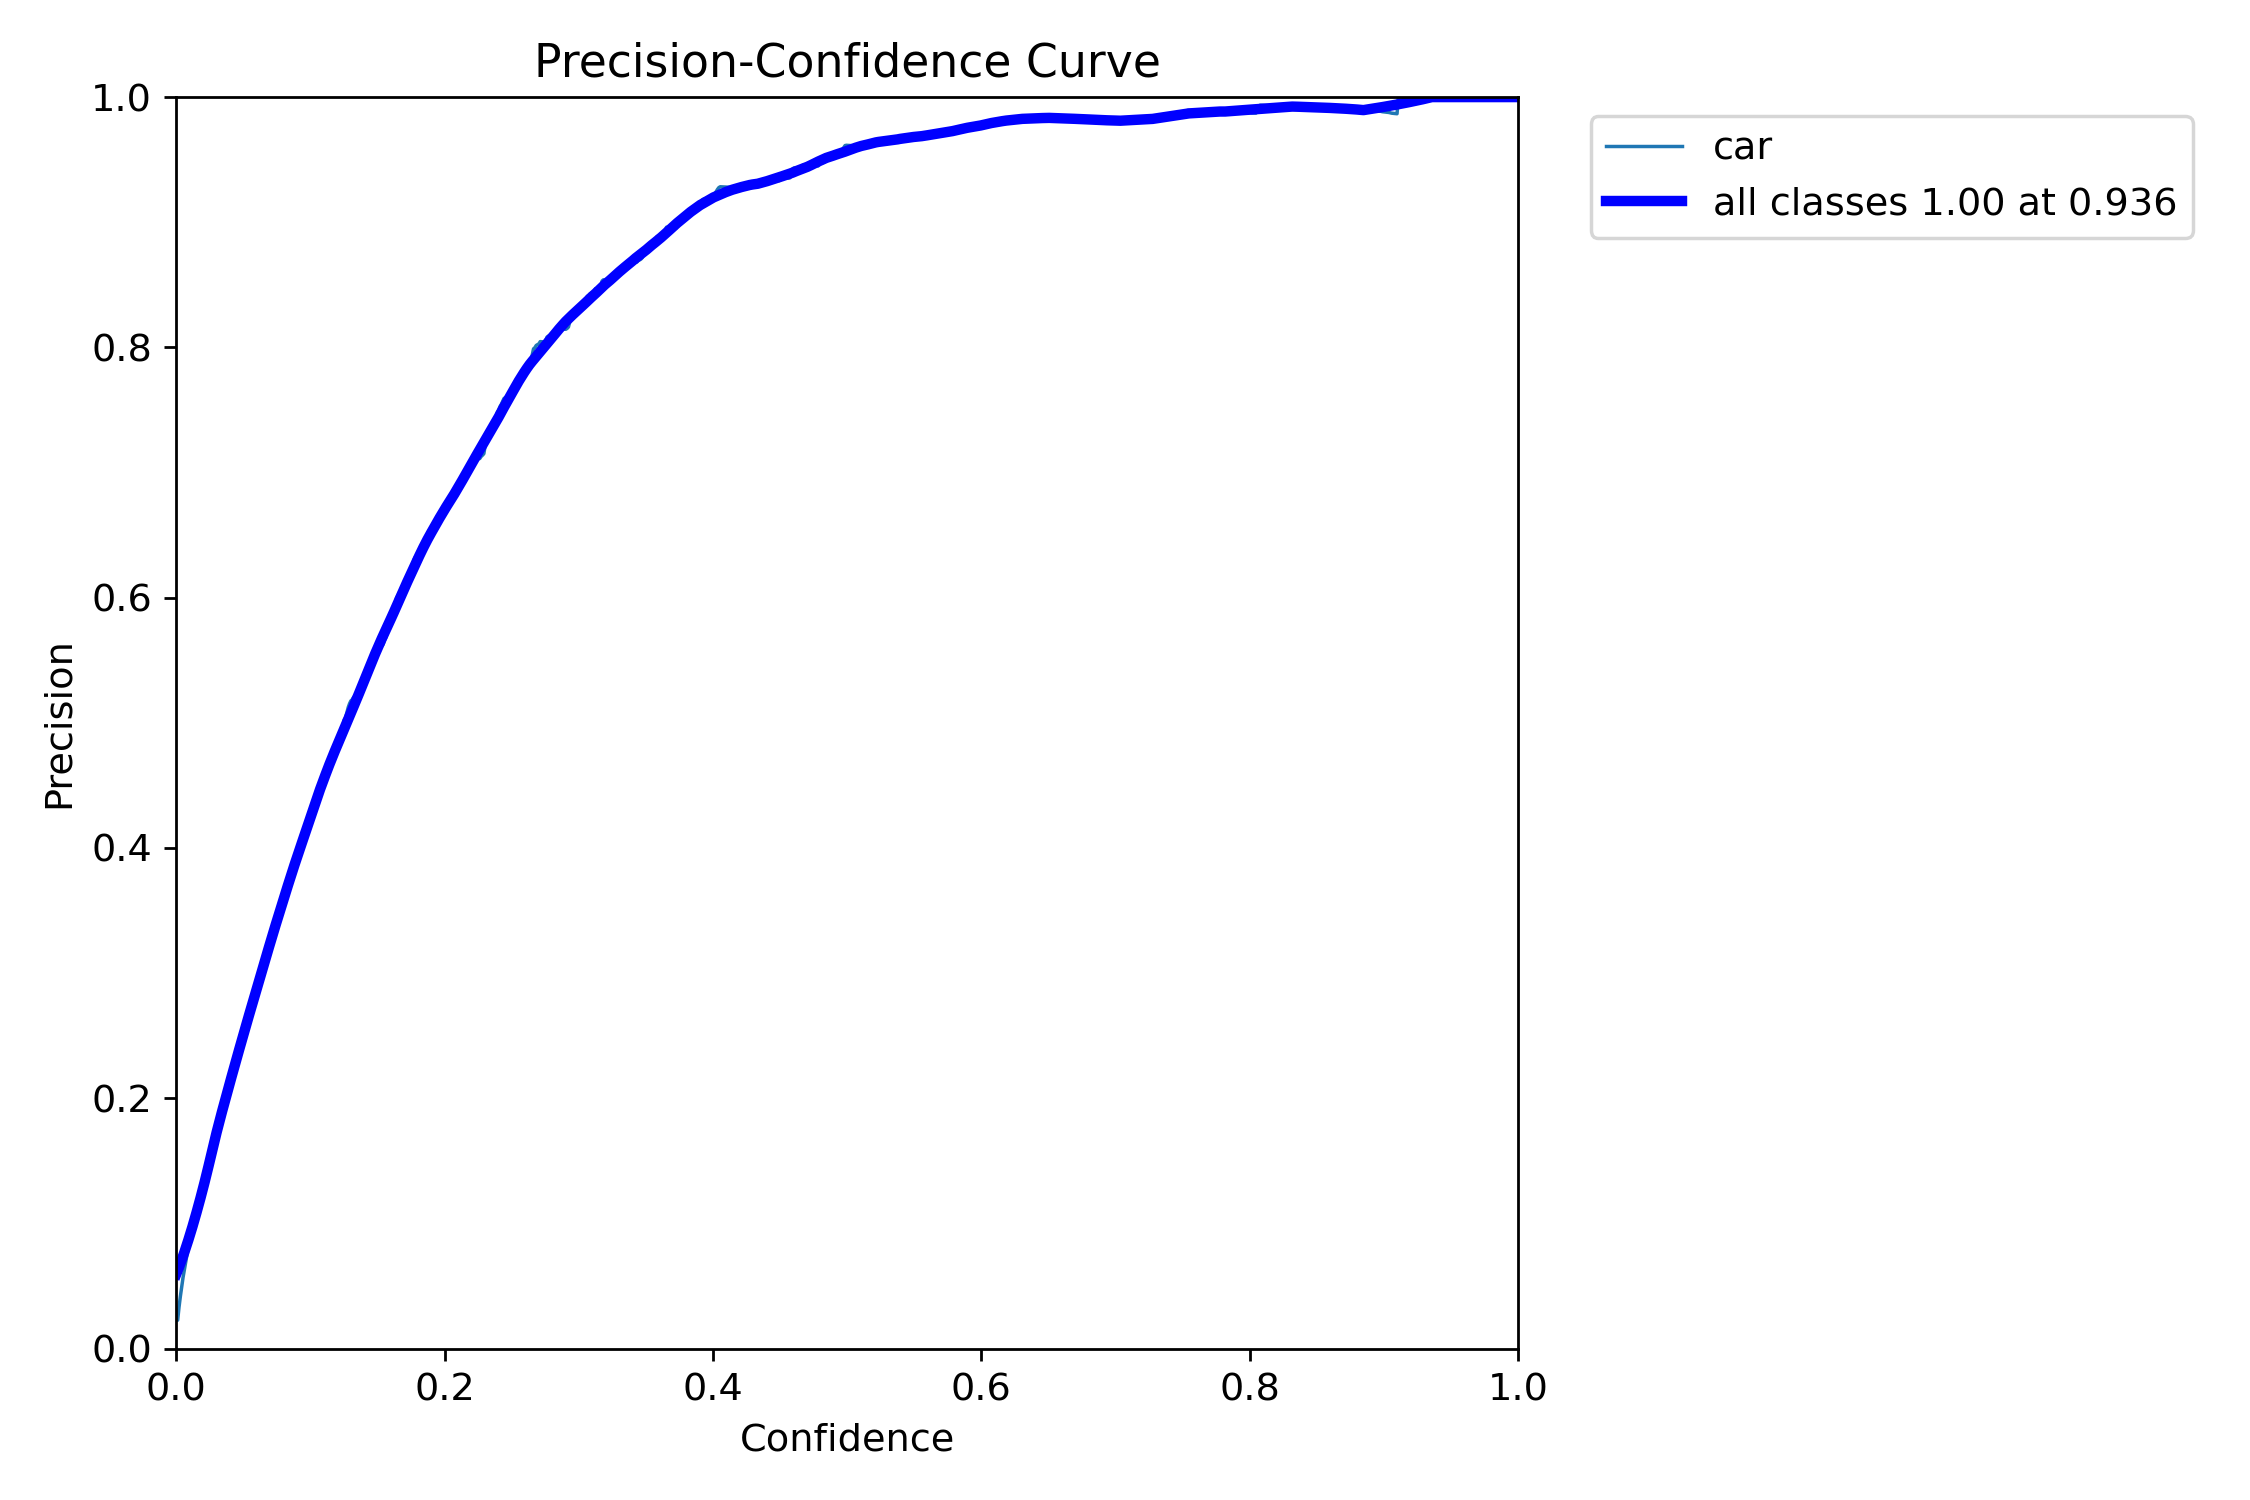 Precision-Confidence Curve
1.0
0.8
0.6
0.4
0.2
0.0
Precision
0.0 0.2 0.4 0.6 0.8 1.0
Confidence
car
all classes 1.00 at 0.936